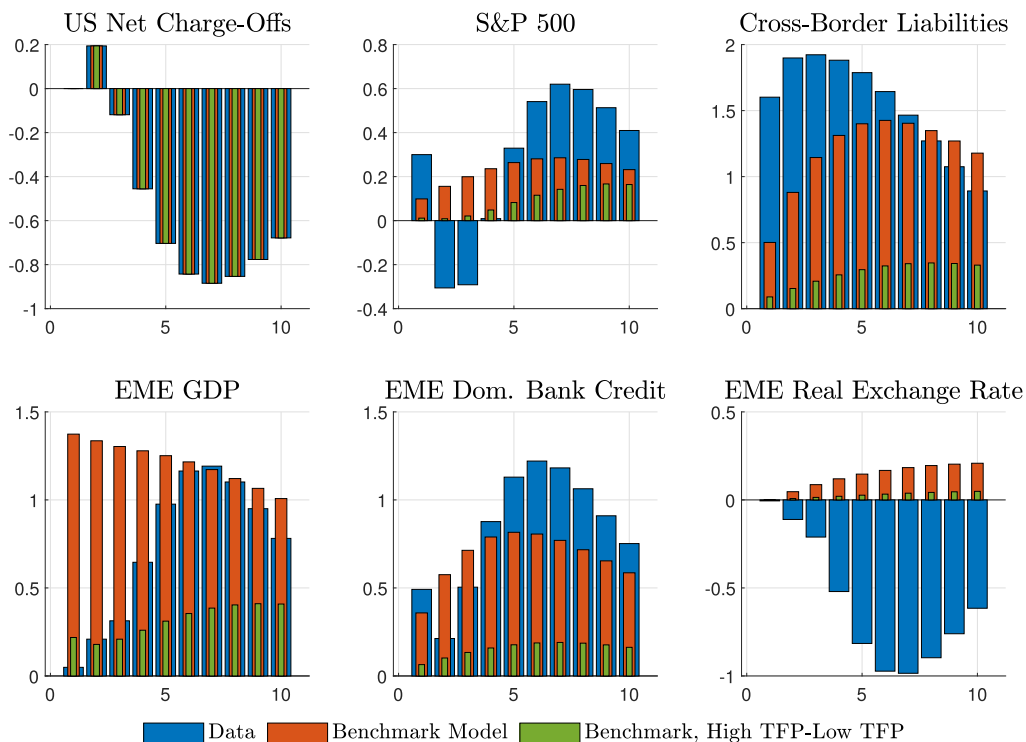 US Net Charge-Offs
0.2
0
-0.2
-0.4
-0.6
-0.8
-1
0 5 10
S&P 500
0.8
0.6
0.4
0.2
0
-0.2
-0.4
0 5 10
Cross-Border Liabilities
2
1.5
1
0.5
0
0 5 10
EME GDP
1.5
1
0.5
0
0 5 10
EME Dom. Bank Credit
1.5
1
0.5
0
0 5 10
EME Real Exchange Rate
0.5
0
-0.5
-1
0 5 10
Data Benchmark Model Benchmark, High TFP-Low TFP